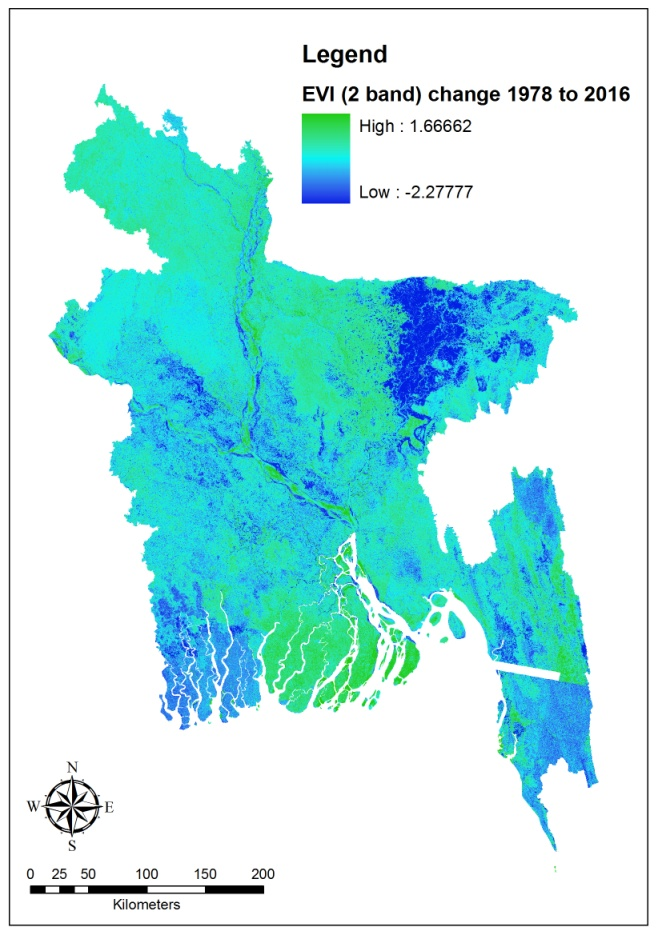 Legend
EVI (2 band) change 1978 to 2016
High : 1.66662
Low : -2.27777
N
W E
S
0 25 50 100 150 200
Kilometers